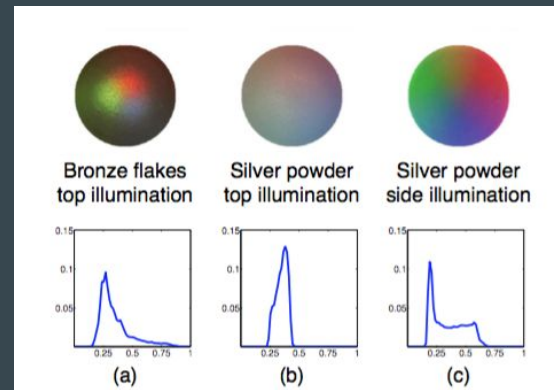 Bronze flakes
top illumination
Silver powder
top illumination
Silver powder
side illumination
0.15
0.1
0.05
0.25 0.5 0.75 1
(a)
0.15
0.1
0.05
0.25 0.5 0.75 1
(b)
0.15
0.1
0.05
0.25 0.5 0.75 1
(c)